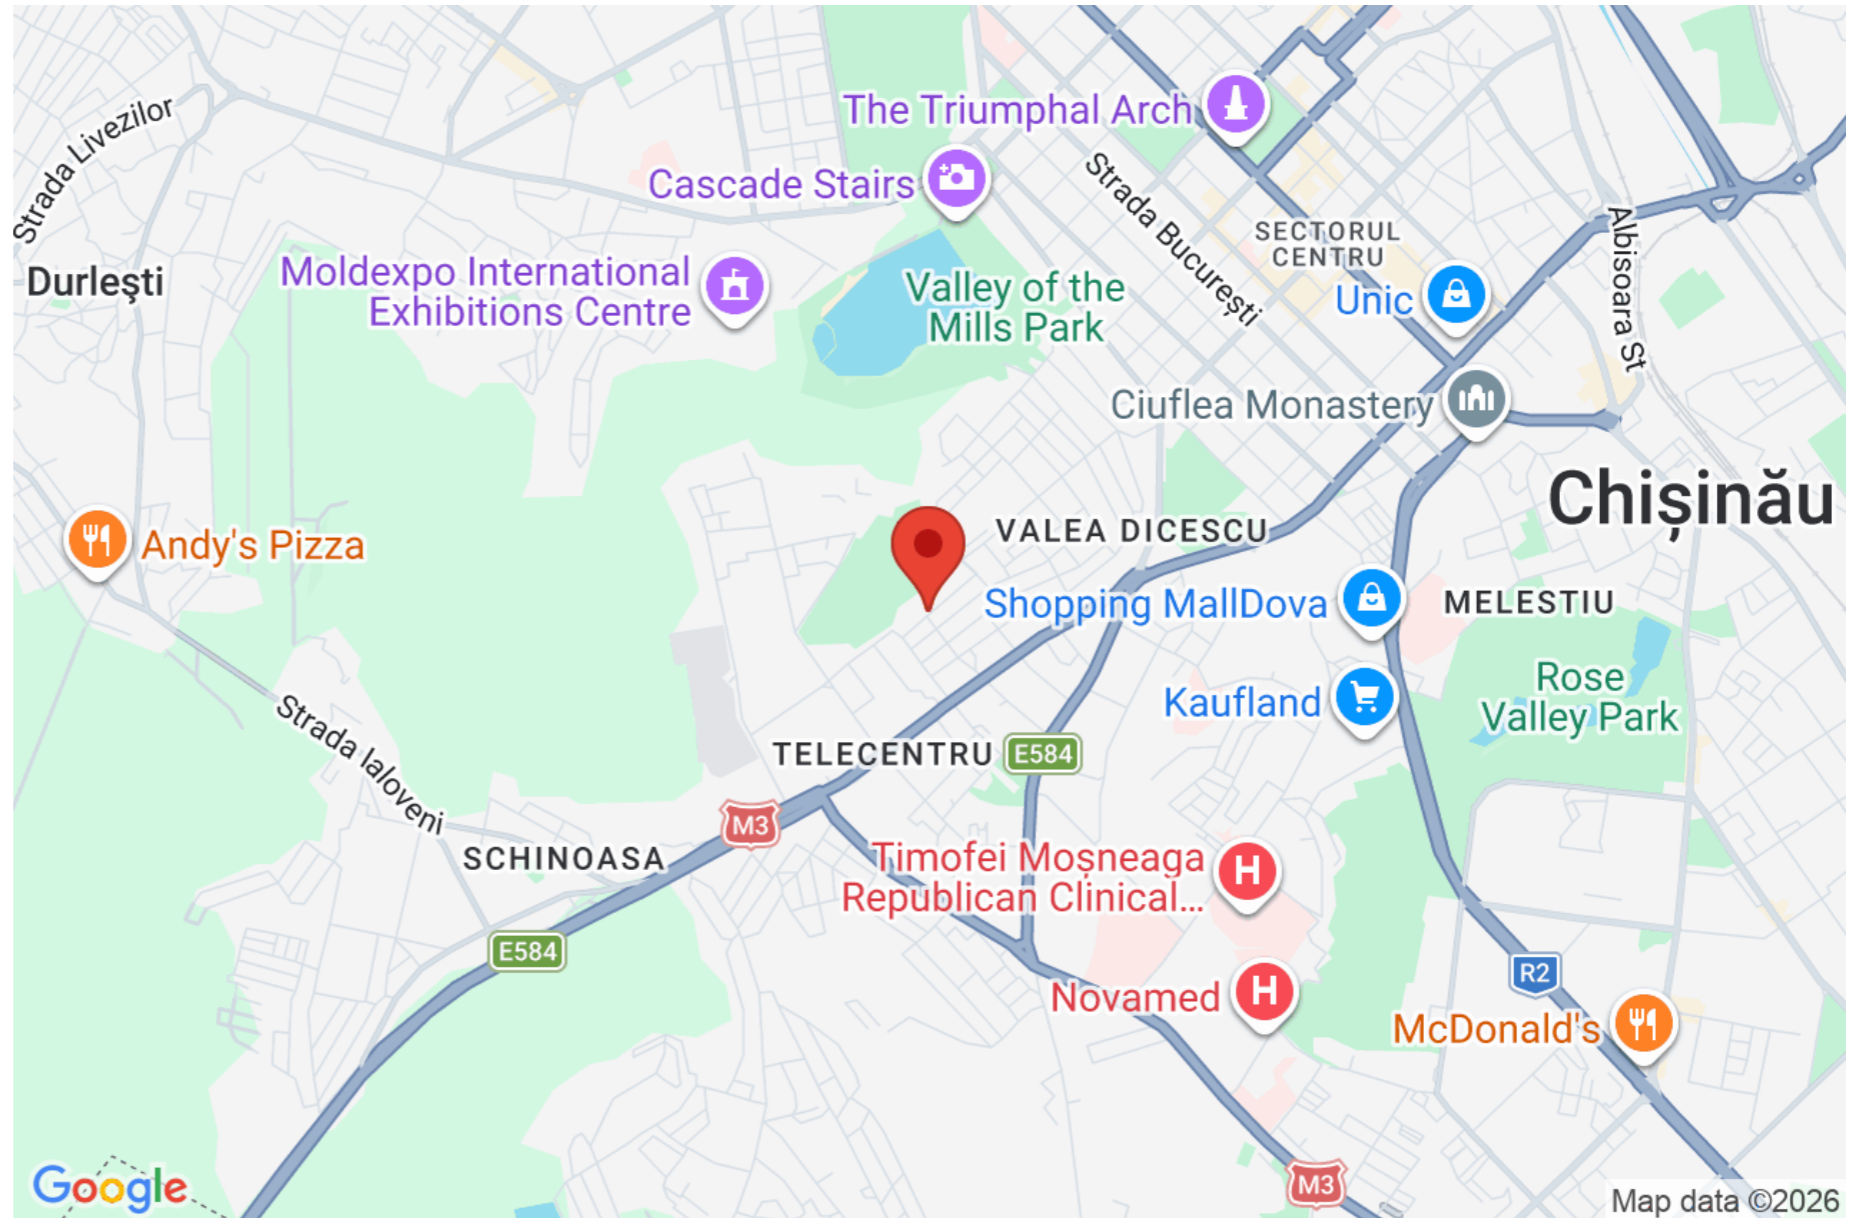 The Triumphal Arch
Strada Livezilor
Cascade Stairs
Strada București
SECTORUL
CENTRU
Albisoara St
Durleşti
Moldexpo International
Exhibitions Centre
Valley of the
Mills Park
Unic
Ciuflea Monastery
Chișinău
Andy's Pizza
VALEA DICESCU
Shopping MallDova
MELESTIU
Rose
Valley Park
Kaufland
Strada Ialoveni
TELECENTRU
E584
M3
SCHINOASA
Timofei Moșneaga
Republican Clinical...
E584
R2
Novamed
McDonald's
M3
Google
Map data ©2026